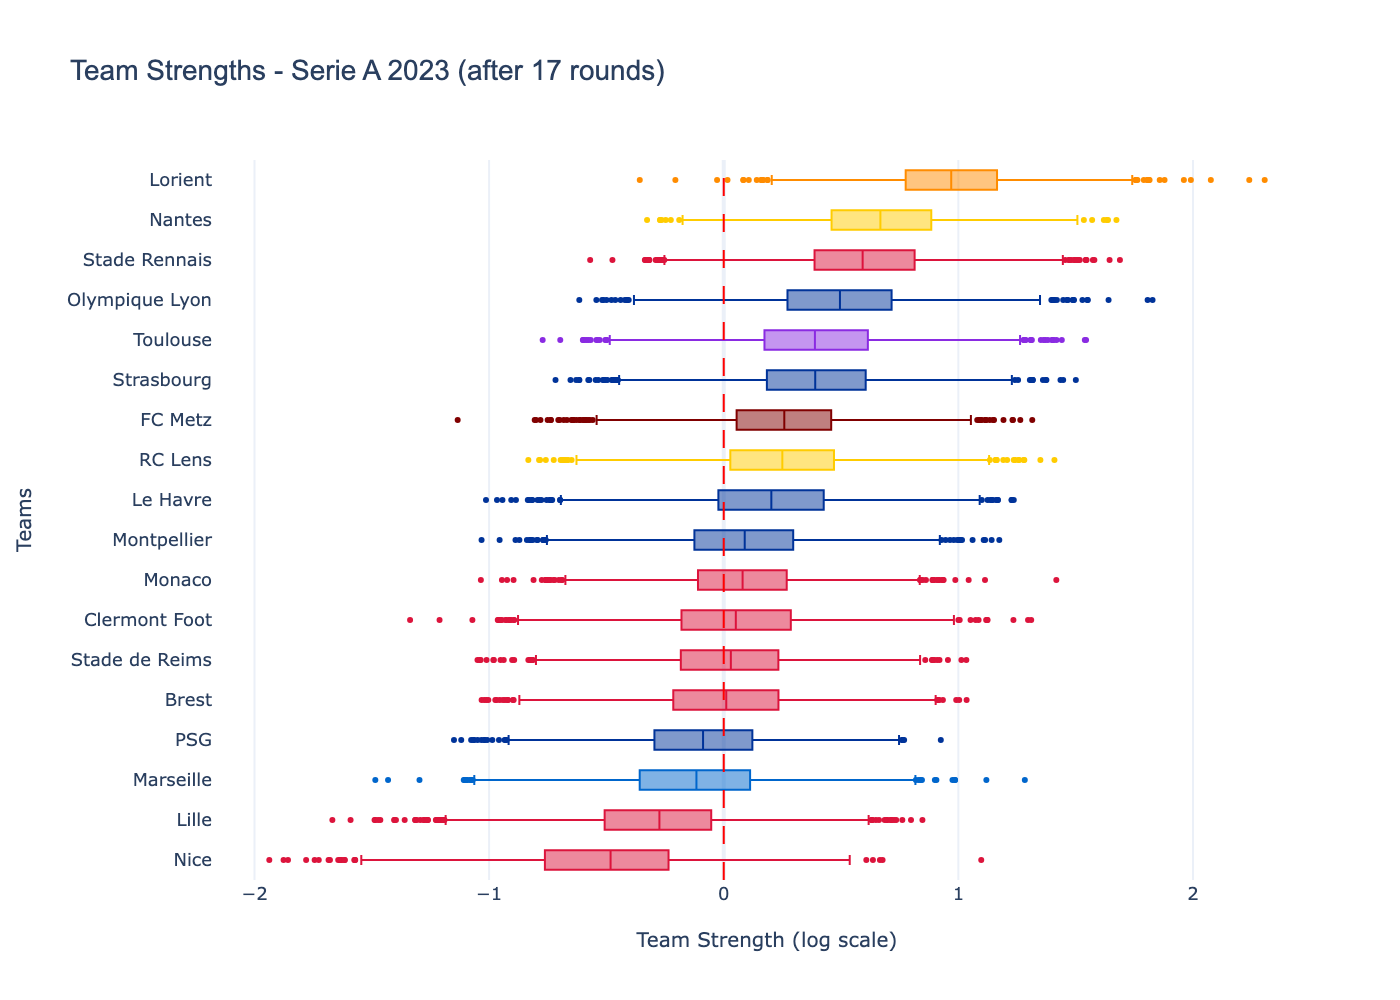 Team Strengths - Serie A 2023 (after 17 rounds)
Teams
Lorient
Nantes
Stade Rennais
Olympique Lyon
Toulouse
Strasbourg
FC Metz
RC Lens
Le Havre
Montpellier
Monaco
Clermont Foot
Stade de Reims
Brest
PSG
Marseille
Lille
Nice
−2 −1 0 1 2
Team Strength (log scale)